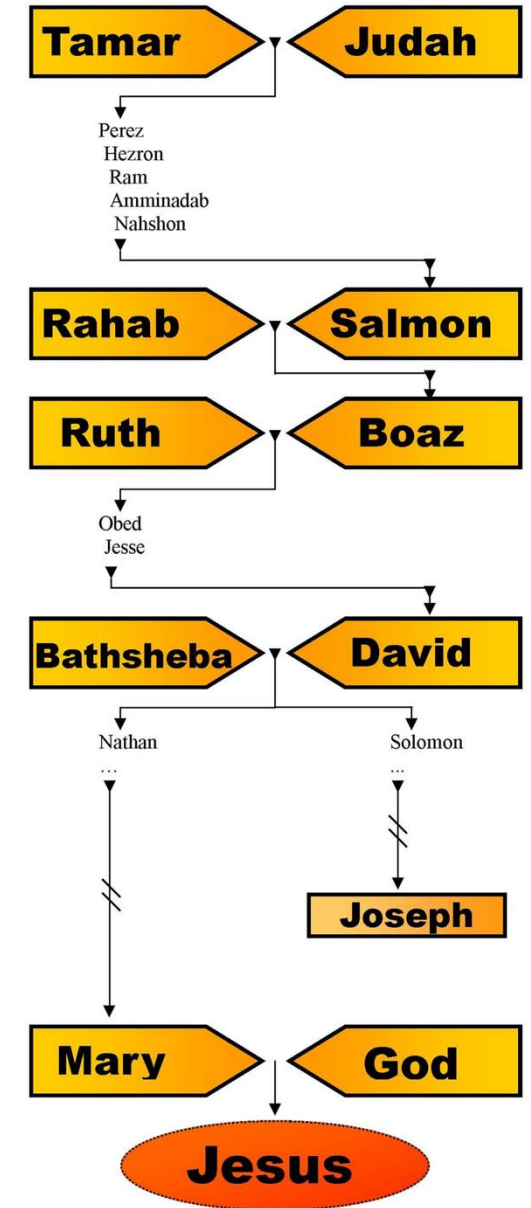 Tamar Judah
Perez
Hezron
Ram
Amminadab
Nahshon
Rahab Salmon
Ruth Boaz
Obed
Jesse
Bathsheba David
Nathan Solomon
... ...
Joseph
Mary God
Jesus